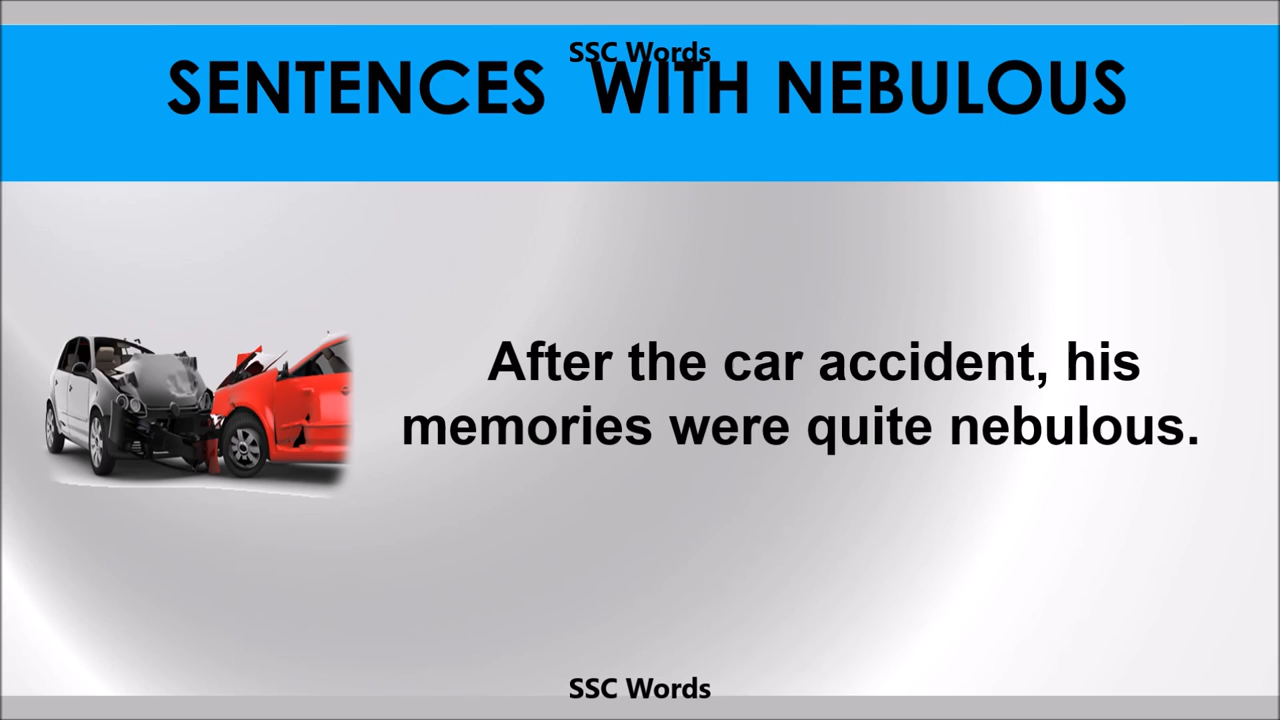 SSC Words
SENTENCES WITH NEBULOUS
After the car accident, his
memories were quite nebulous.
SSC Words